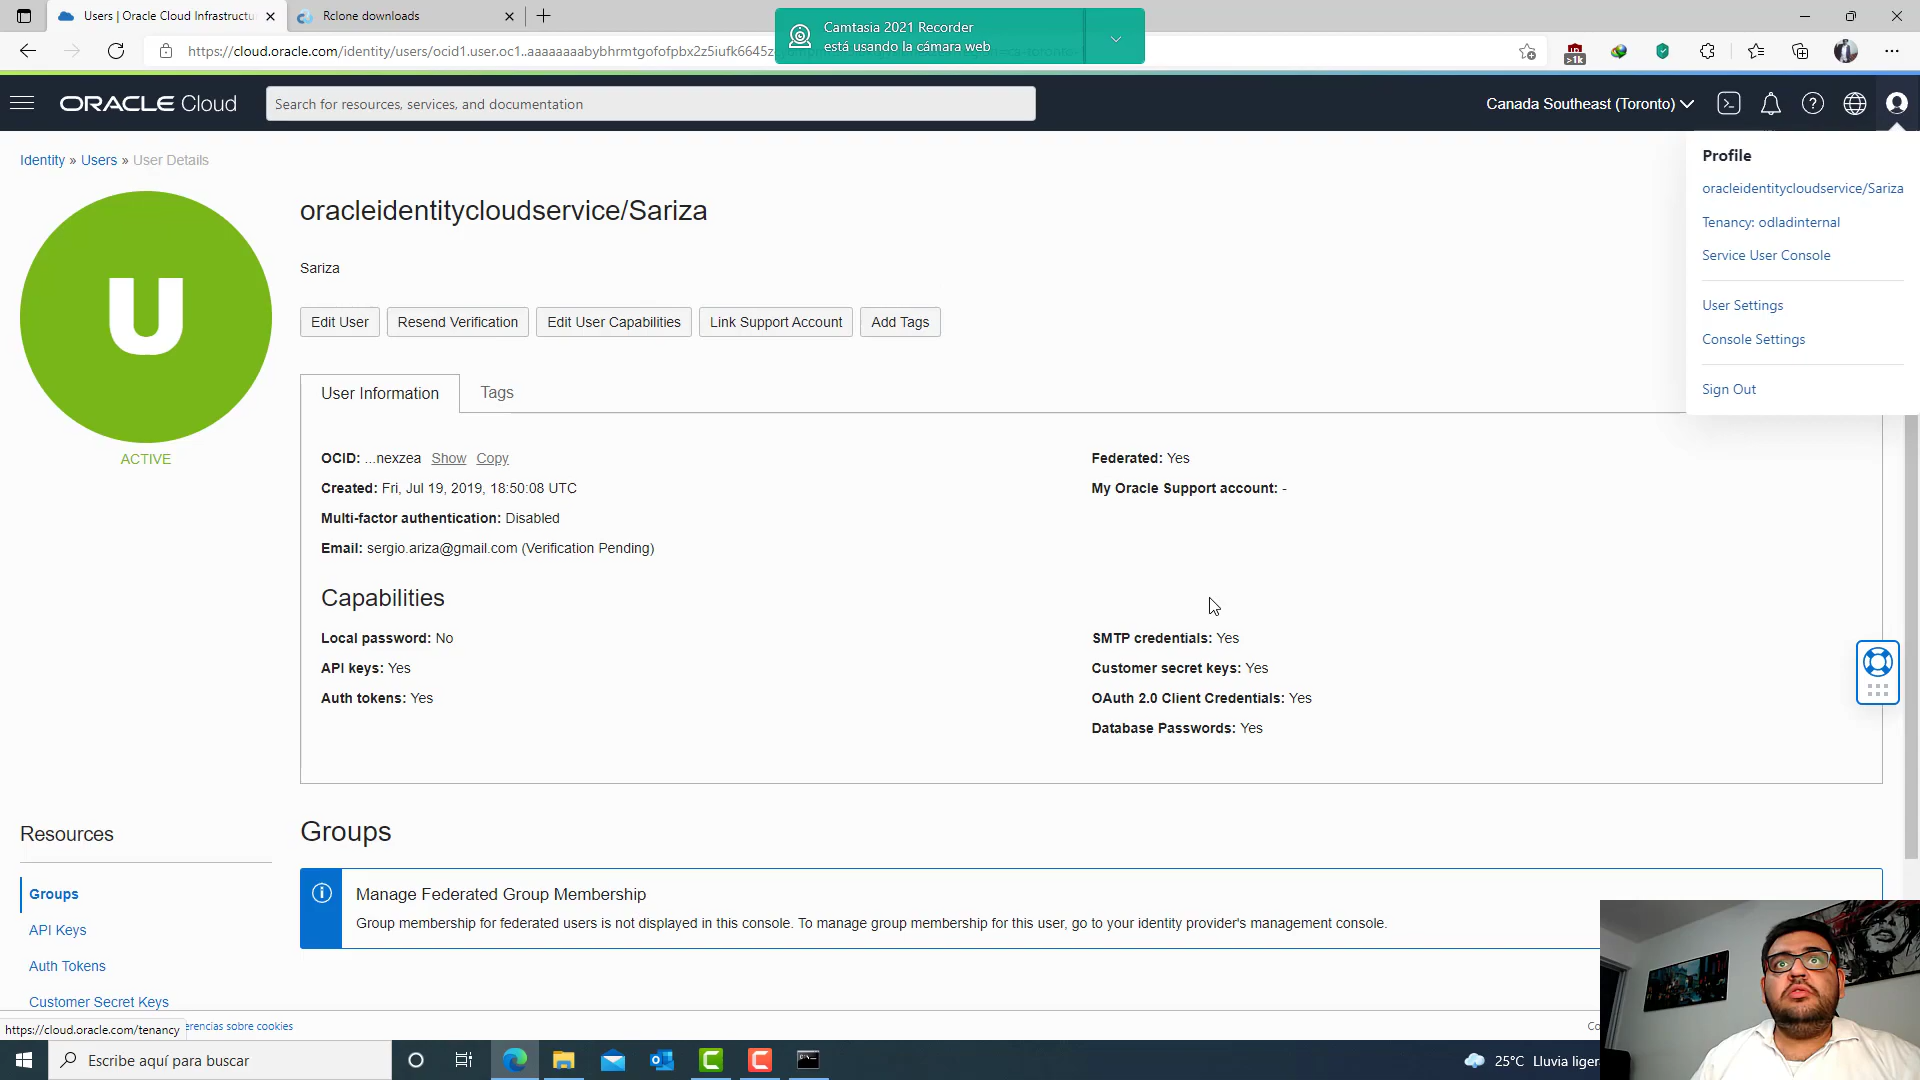 Users | Oracle Cloud Infrastructu
Rclone downloads
Camtasia 2021 Recorder
está usando la cámara web
https://cloud.oracle.com/identity/users/ocid1.user.oc1..aaaaaaaabybhrmtgofofpbx2z5iufk6645z
>1k
ORACLE Cloud
Search for resources, services, and documentation
Canada Southeast (Toronto)
Identity » Users » User Details
Profile
oracleidentitycloudservice/Sariza
Tenancy: odladinternal
Service User Console
User Settings
Console Settings
Sign Out
U
ACTIVE
oracleidentitycloudservice/Sariza
Sariza
Edit User
Resend Verification
Edit User Capabilities
Link Support Account
Add Tags
User Information
Tags
OCID: ...nexzea Show Copy
Created: Fri, Jul 19, 2019, 18:50:08 UTC
Multi-factor authentication: Disabled
Email: sergio.ariza@gmail.com (Verification Pending)
Federated: Yes
My Oracle Support account: -
Capabilities
Local password: No
API keys: Yes
Auth tokens: Yes
SMTP credentials: Yes
Customer secret keys: Yes
OAuth 2.0 Client Credentials: Yes
Database Passwords: Yes
Resources
Groups
API Keys
Auth Tokens
Customer Secret Keys
Groups
Manage Federated Group Membership
Group membership for federated users is not displayed in this console. To manage group membership for this user, go to your identity provider's management console.
https://cloud.oracle.com/tenancy
erencias sobre cookies
Co
Escribe aquí para buscar
25°C Lluvia liger